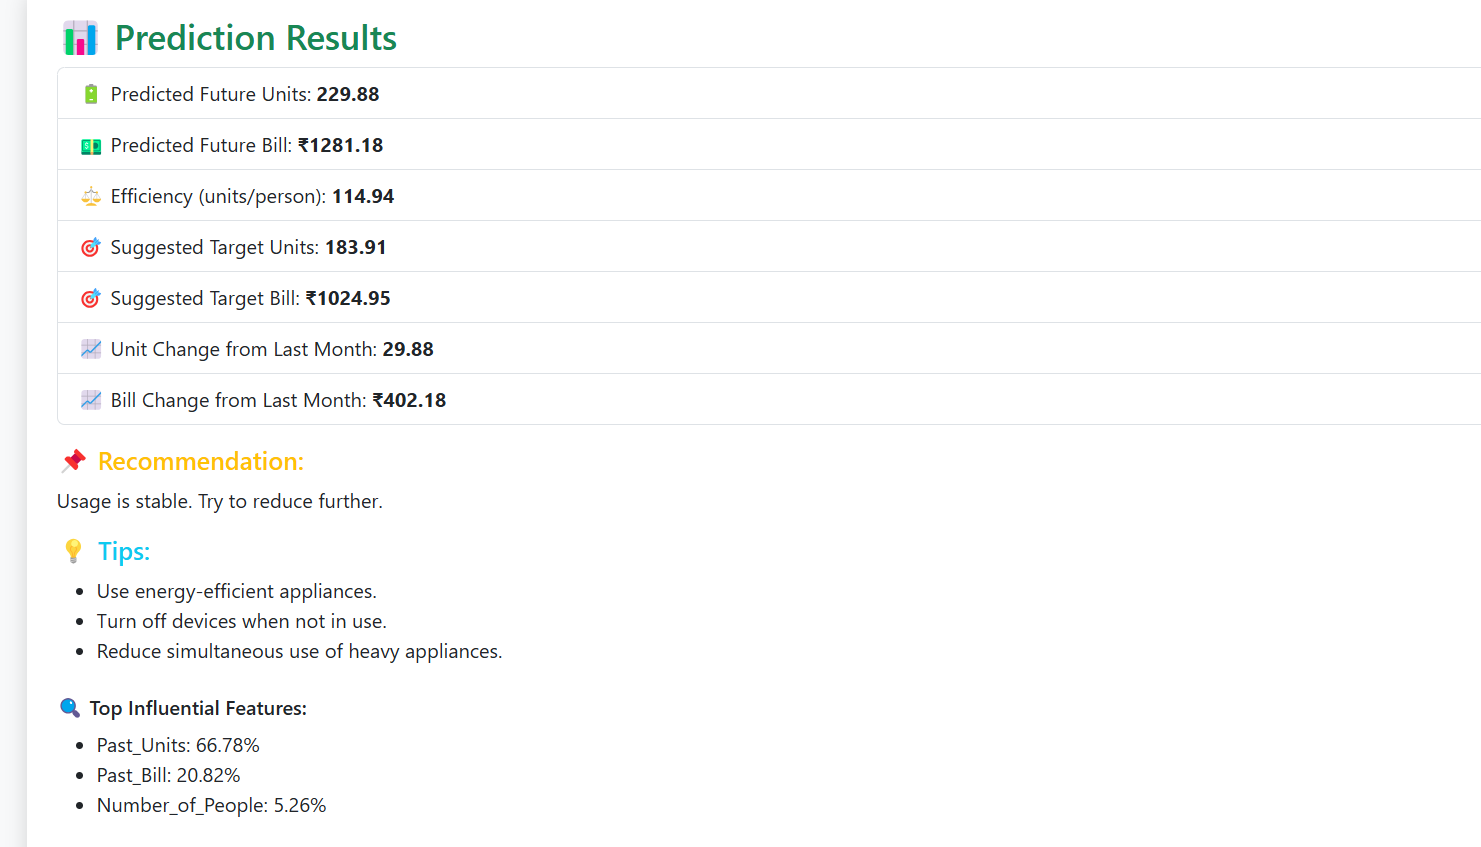 Prediction Results
Predicted Future Units: 229.88
Predicted Future Bill: ₹1281.18
Efficiency (units/person): 114.94
Suggested Target Units: 183.91
Suggested Target Bill: ₹1024.95
Unit Change from Last Month: 29.88
Bill Change from Last Month: ₹402.18
Recommendation:
Usage is stable. Try to reduce further.
Tips:
Use energy-efficient appliances.
Turn off devices when not in use.
Reduce simultaneous use of heavy appliances.
Top Influential Features:
Past_Units: 66.78%
Past_Bill: 20.82%
Number_of_People: 5.26%